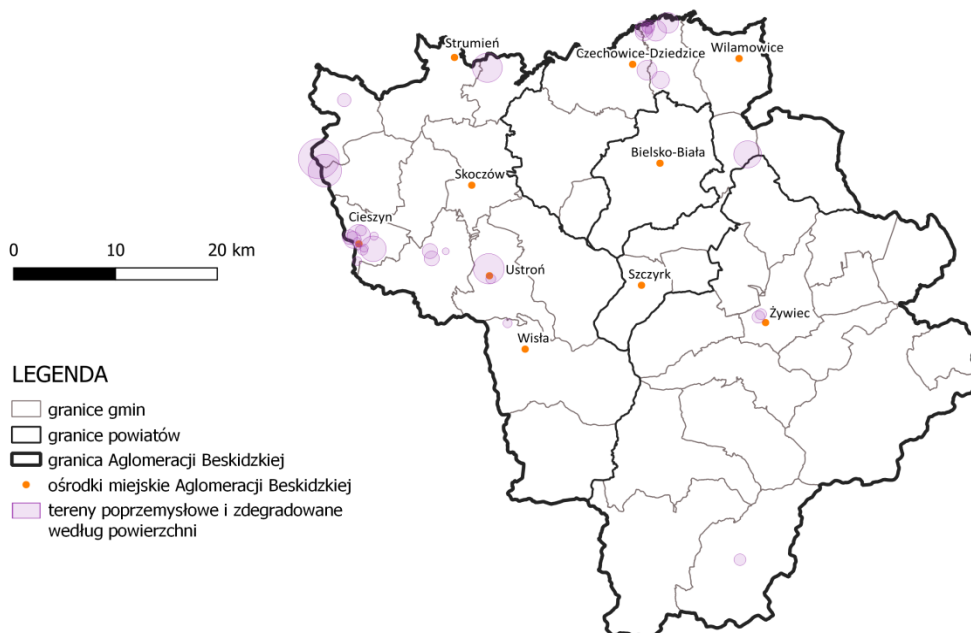 Strumień
Czechowice-Dziedzice
Wilamowice
Bielsko-Biała
Skoczów
Cieszyn
Ustroń
Szczyrk
Żywiec
Wisła
0 10 20 km
LEGENDA
granice gmin
granice powiatów
granica Aglomeracji Beskidzkiej
ośrodki miejskie Aglomeracji Beskidzkiej
tereny poprzemysłowe i zdegradowane
według powierzchni